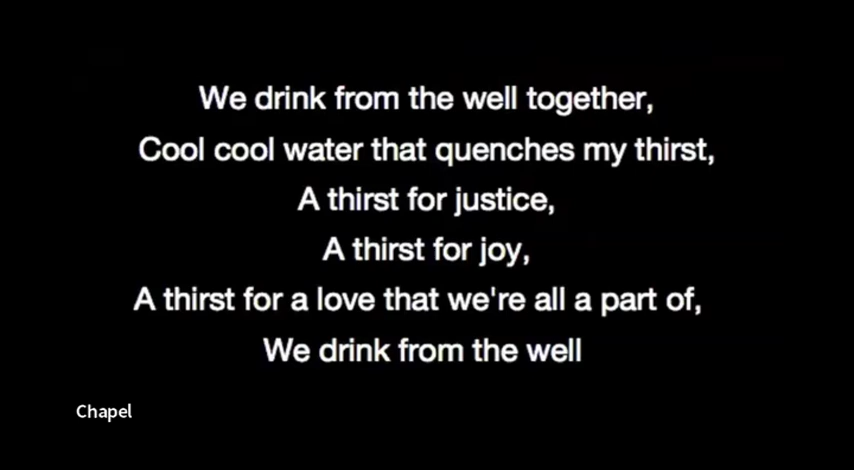 We drink from the well together,
Cool cool water that quenches my thirst,
A thirst for justice,
A thirst for joy,
A thirst for a love that we're all a part of,
We drink from the well
Chapel